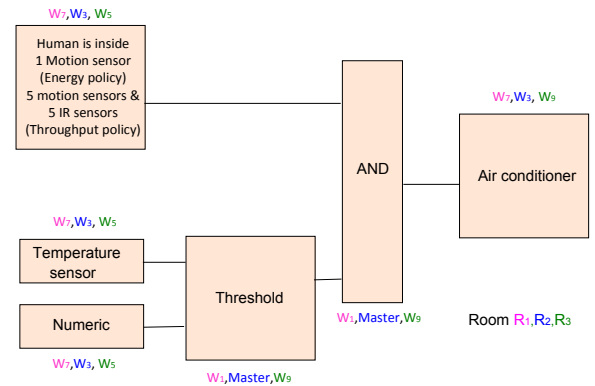 W7,W3, W5
Human is inside
1 Motion sensor
(Energy policy)
5 motion sensors &
5 IR sensors
(Throughput policy)
AND
W7,W3, W9
Air conditioner
W7,W3, W5
Temperature
sensor
Threshold
Numeric
W7,W3, W5
W1,Master,W9
W1,Master,W9
Room R1,R2,R3